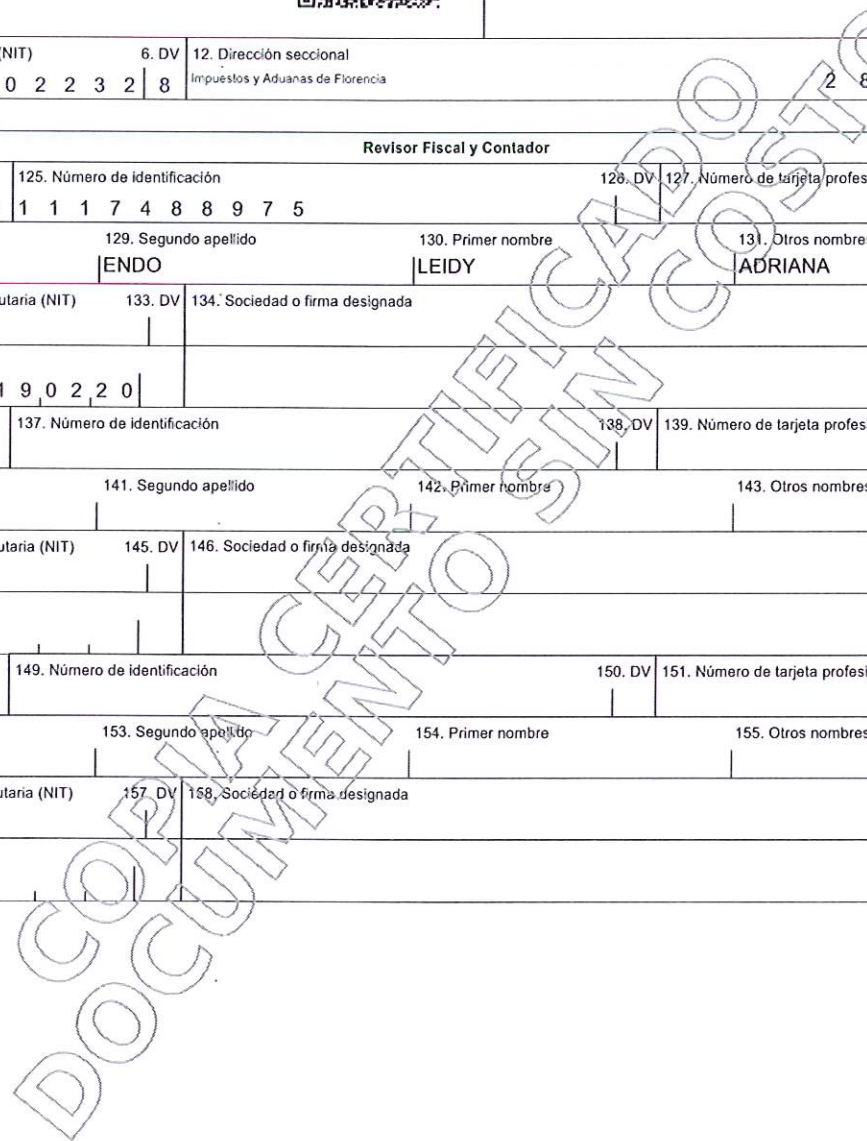 (NIT) 6. DV 12. Dirección seccional
0 2 2 3 2 8 Impuestos y Aduanas de Florencia 2 8
Revisor Fiscal y Contador
125. Número de identificación 126. DV 127. Número de tarjeta profes
1 1 1 7 4 8 8 9 7 5
129. Segundo apellido 130. Primer nombre 131. Otros nombre
ENDO LEIDY ADRIANA
utaria (NIT) 133. DV 134. Sociedad o firma designada
1 9 0 2 2 0
137. Número de identificación 138. DV 139. Número de tarjeta profes
141. Segundo apellido 142. Primer nombre 143. Otros nombres
utaria (NIT) 145. DV 146. Sociedad o firma designada
149. Número de identificación 150. DV 151. Número de tarjeta profesi
153. Segundo apellido 154. Primer nombre 155. Otros nombres
utaria (NIT) 157. DV 158. Sociedad o firma designada
COPIA CERTIFICADO
DOCUMENTO SIN COSTO